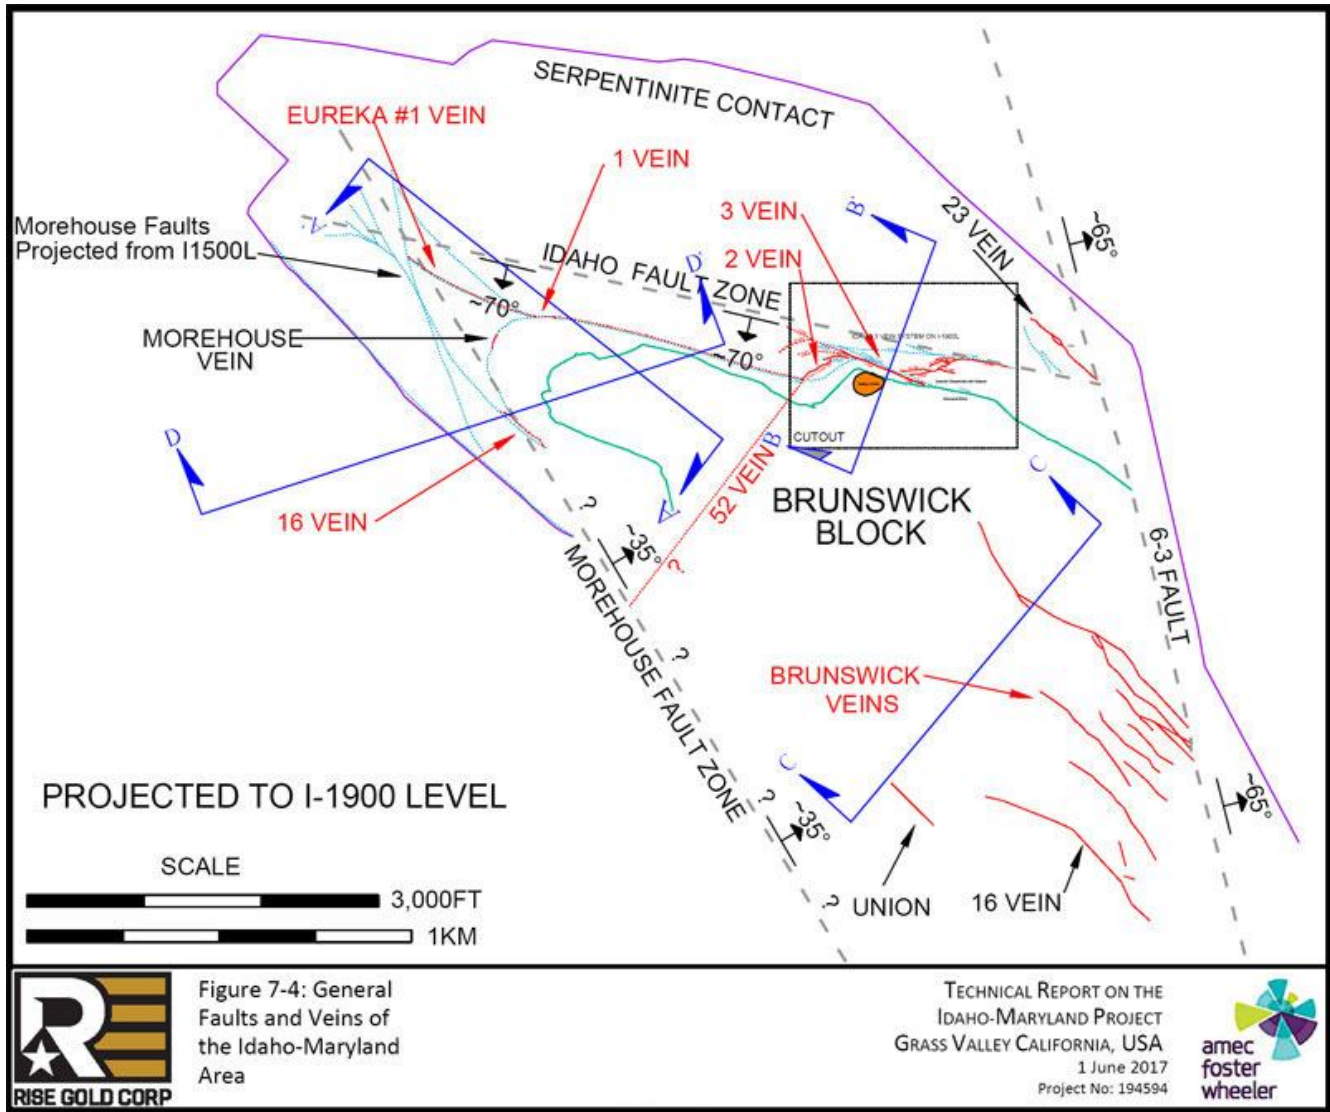 SERPENTINITE CONTACT
EUREKA #1 VEIN
1 VEIN
3 VEIN
2 VEIN
23 VEIN
~65°
A'
B'
Morehouse Faults
Projected from I1500L
IDAHO FAULT ZONE
D'
~70°
~70°
MOREHOUSE
VEIN
CUTOUT
B
D
16 VEIN
A
52 VEIN
?
?
C'
BRUNSWICK
BLOCK
~35°
MOREHOUSE FAULT ZONE
?
6-3 FAULT
BRUNSWICK
VEINS
C
?
~35°
~65°
?
UNION
16 VEIN
PROJECTED TO I-1900 LEVEL
SCALE
3,000FT
1KM
RISE GOLD CORP
Figure 7-4: General
Faults and Veins of
the Idaho-Maryland
Area
TECHNICAL REPORT ON THE
IDAHO-MARYLAND PROJECT
GRASS VALLEY CALIFORNIA, USA
1 June 2017
Project No: 194594
amec
foster
wheeler